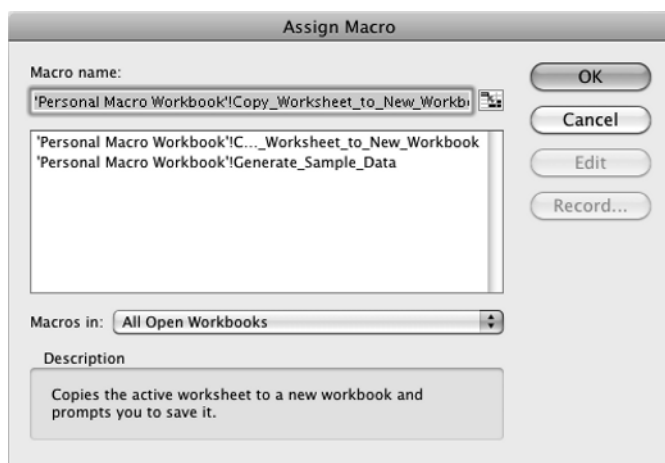 Assign Macro
Macro name:
'Personal Macro Workbook'!Copy_Worksheet_to_New_Workb
'Personal Macro Workbook'!C..._Worksheet_to_New_Workbook
'Personal Macro Workbook'!Generate_Sample_Data
OK
Cancel
Edit
Record...
Macros in: All Open Workbooks
Description
Copies the active worksheet to a new workbook and
prompts you to save it.